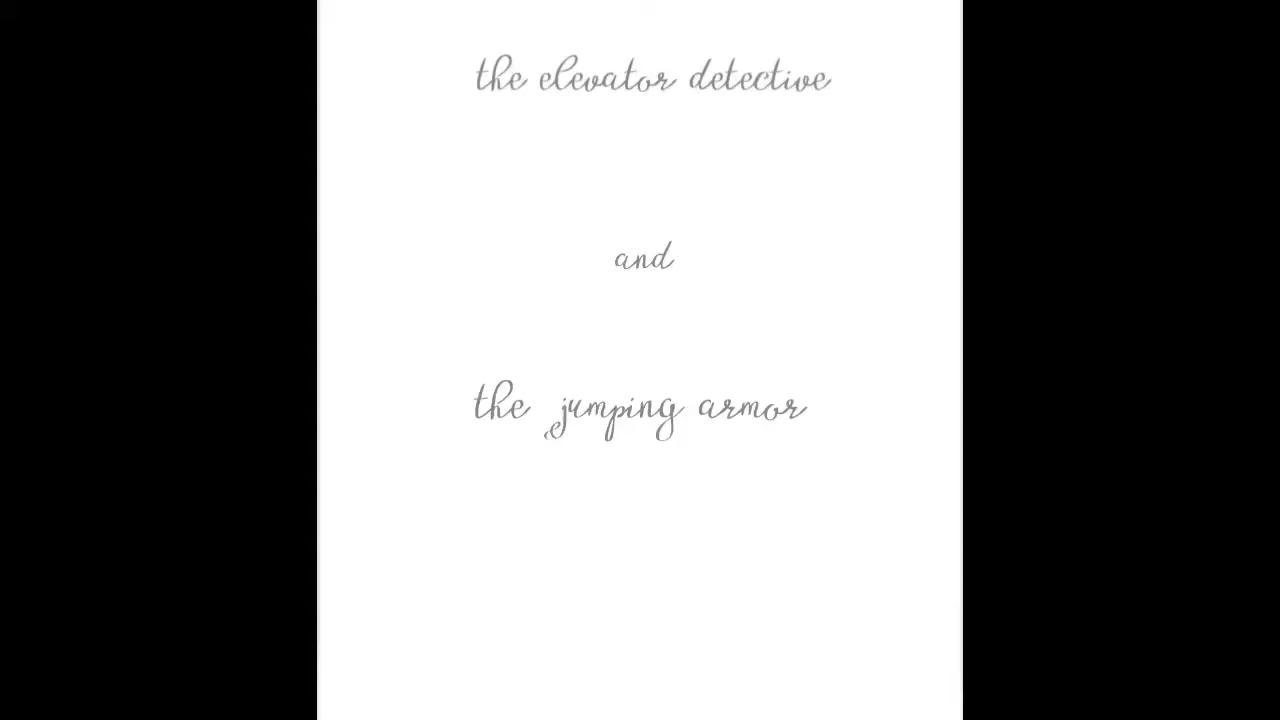 the elevator detective
and
the jumping armor